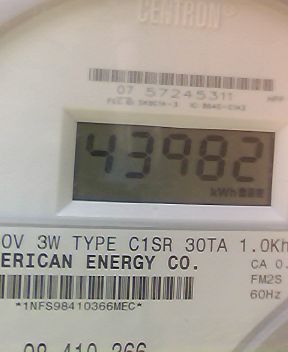 CENTRON®
07 57245311
43982
kWh
0V 3W TYPE C1SR 30TA 1.0Kh
ERICAN ENERGY CO.
CA 0.
FM2S
*1NFS98410366MEC*
60Hz
98 410 366